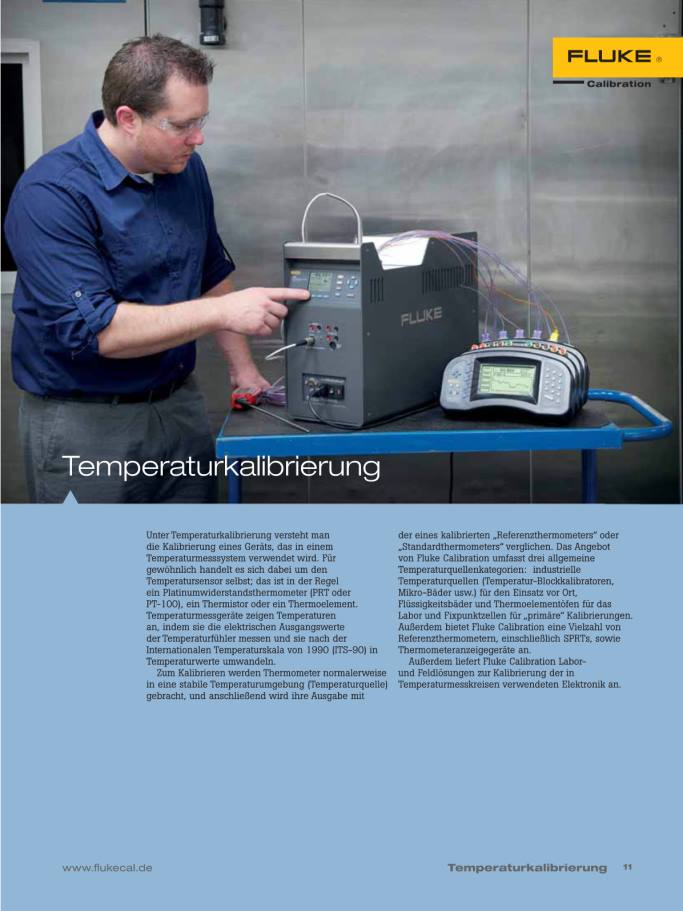 FLUKE ®
Calibration
FLUKE
Temperaturkalibrierung
Unter Temperaturkalibrierung versteht man
die Kalibrierung eines Geräts, das in einem
Temperaturmesssystem verwendet wird. Für
gewöhnlich handelt es sich dabei um den
Temperatursensor selbst; das ist in der Regel
ein Platinumwiderstandsthermometer (PRT oder
PT-100), ein Thermistor oder ein Thermoelement.
Temperaturmessgeräte zeigen Temperaturen
an, indem sie die elektrischen Ausgangswerte
der Temperaturfühler messen und sie nach der
Internationalen Temperaturskala von 1990 (ITS-90) in
Temperaturwerte umwandeln.
Zum Kalibrieren werden Thermometer normalerweise
in eine stabile Temperaturumgebung (Temperaturquelle)
gebracht, und anschließend wird ihre Ausgabe mit
der eines kalibrierten „Referenzthermometers" oder
„Standardthermometers" verglichen. Das Angebot
von Fluke Calibration umfasst drei allgemeine
Temperaturquellenkategorien: industrielle
Temperaturquellen (Temperatur-Blockkalibratoren,
Mikro-Bäder usw.) für den Einsatz vor Ort,
Flüssigkeitsbäder und Thermoelementöfen für das
Labor und Fixpunktzellen für „primäre" Kalibrierungen.
Außerdem bietet Fluke Calibration eine Vielzahl von
Referenzthermometern, einschließlich SPRTs, sowie
Thermometeranzeigegeräte an.
Außerdem liefert Fluke Calibration Labor-
und Feldlösungen zur Kalibrierung der in
Temperaturmesskreisen verwendeten Elektronik an.
www.flukecal.de
Temperaturkalibrierung 11